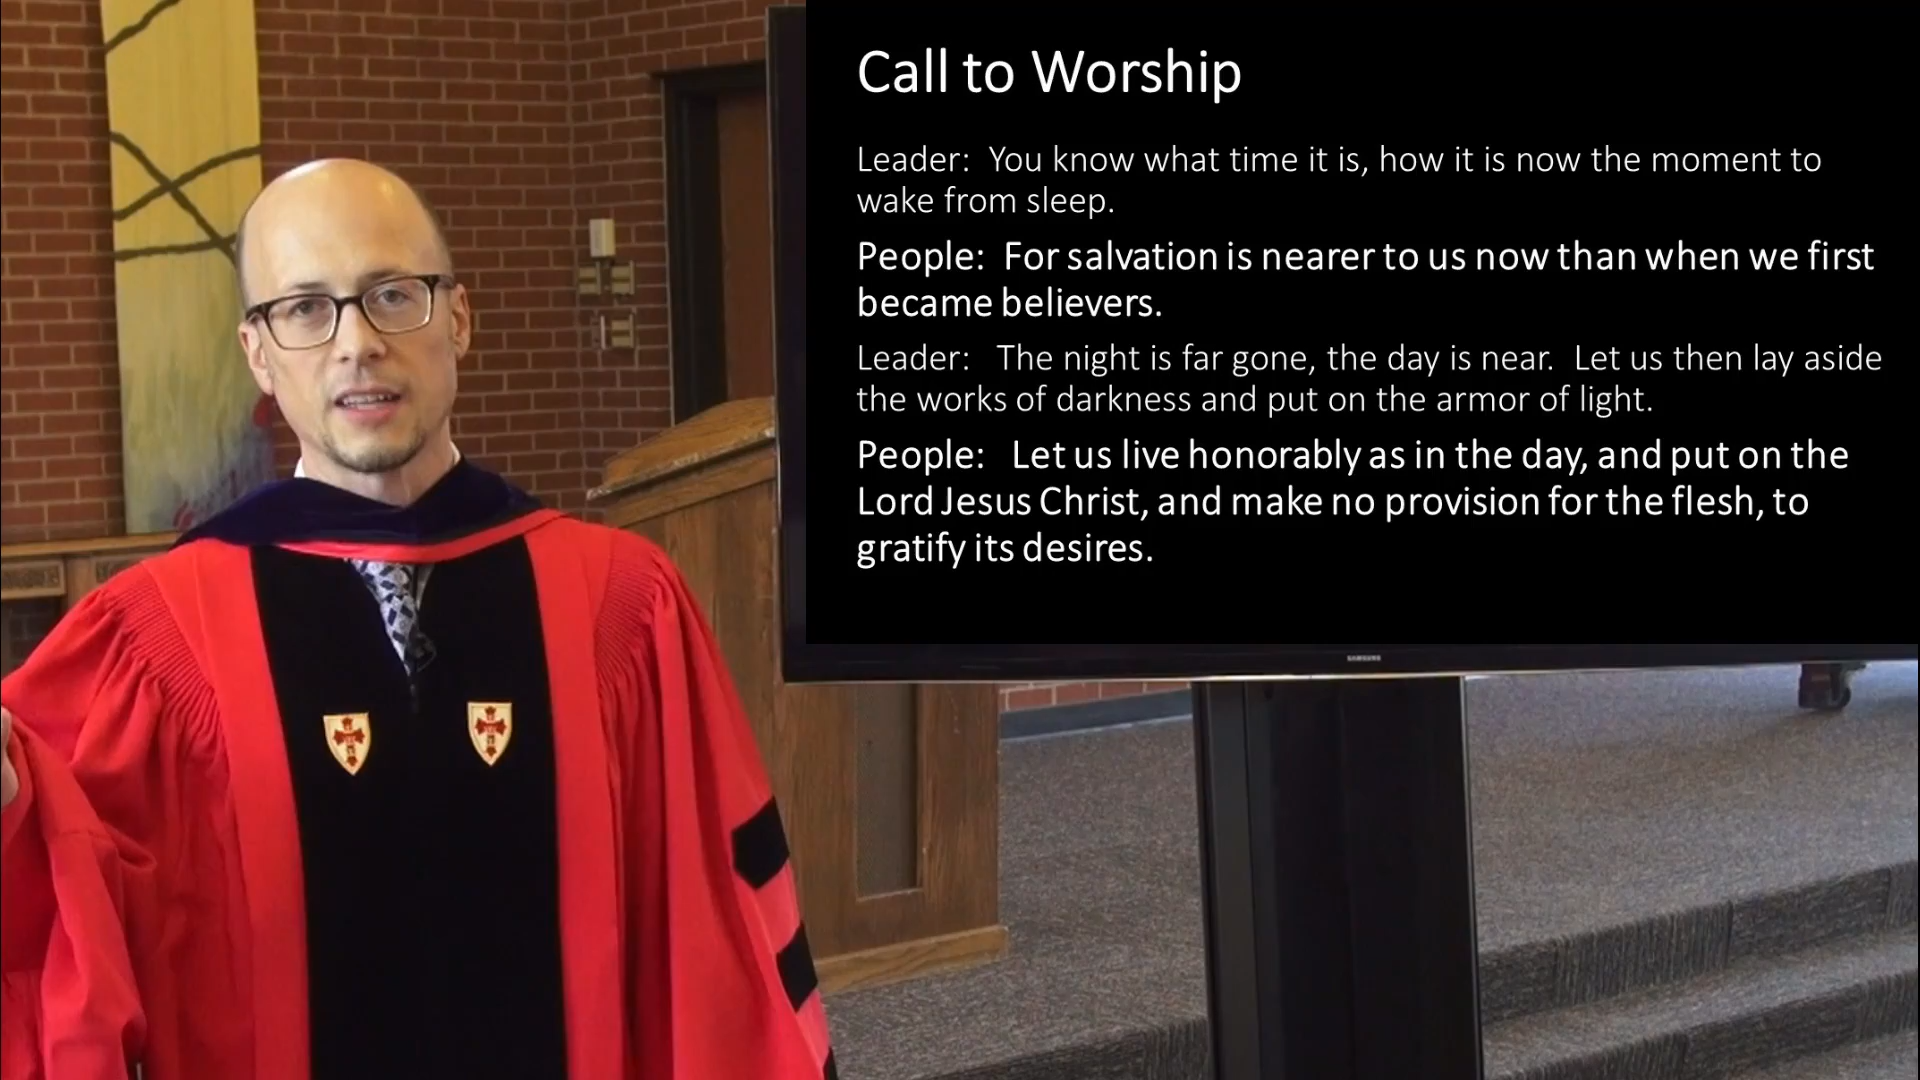 Call to Worship
Leader: You know what time it is, how it is now the moment to
wake from sleep.
People: For salvation is nearer to us now than when we first
became believers.
Leader: The night is far gone, the day is near. Let us then lay aside
the works of darkness and put on the armor of light.
People: Let us live honorably as in the day, and put on the
Lord Jesus Christ, and make no provision for the flesh, to
gratify its desires.
SAMSUNG